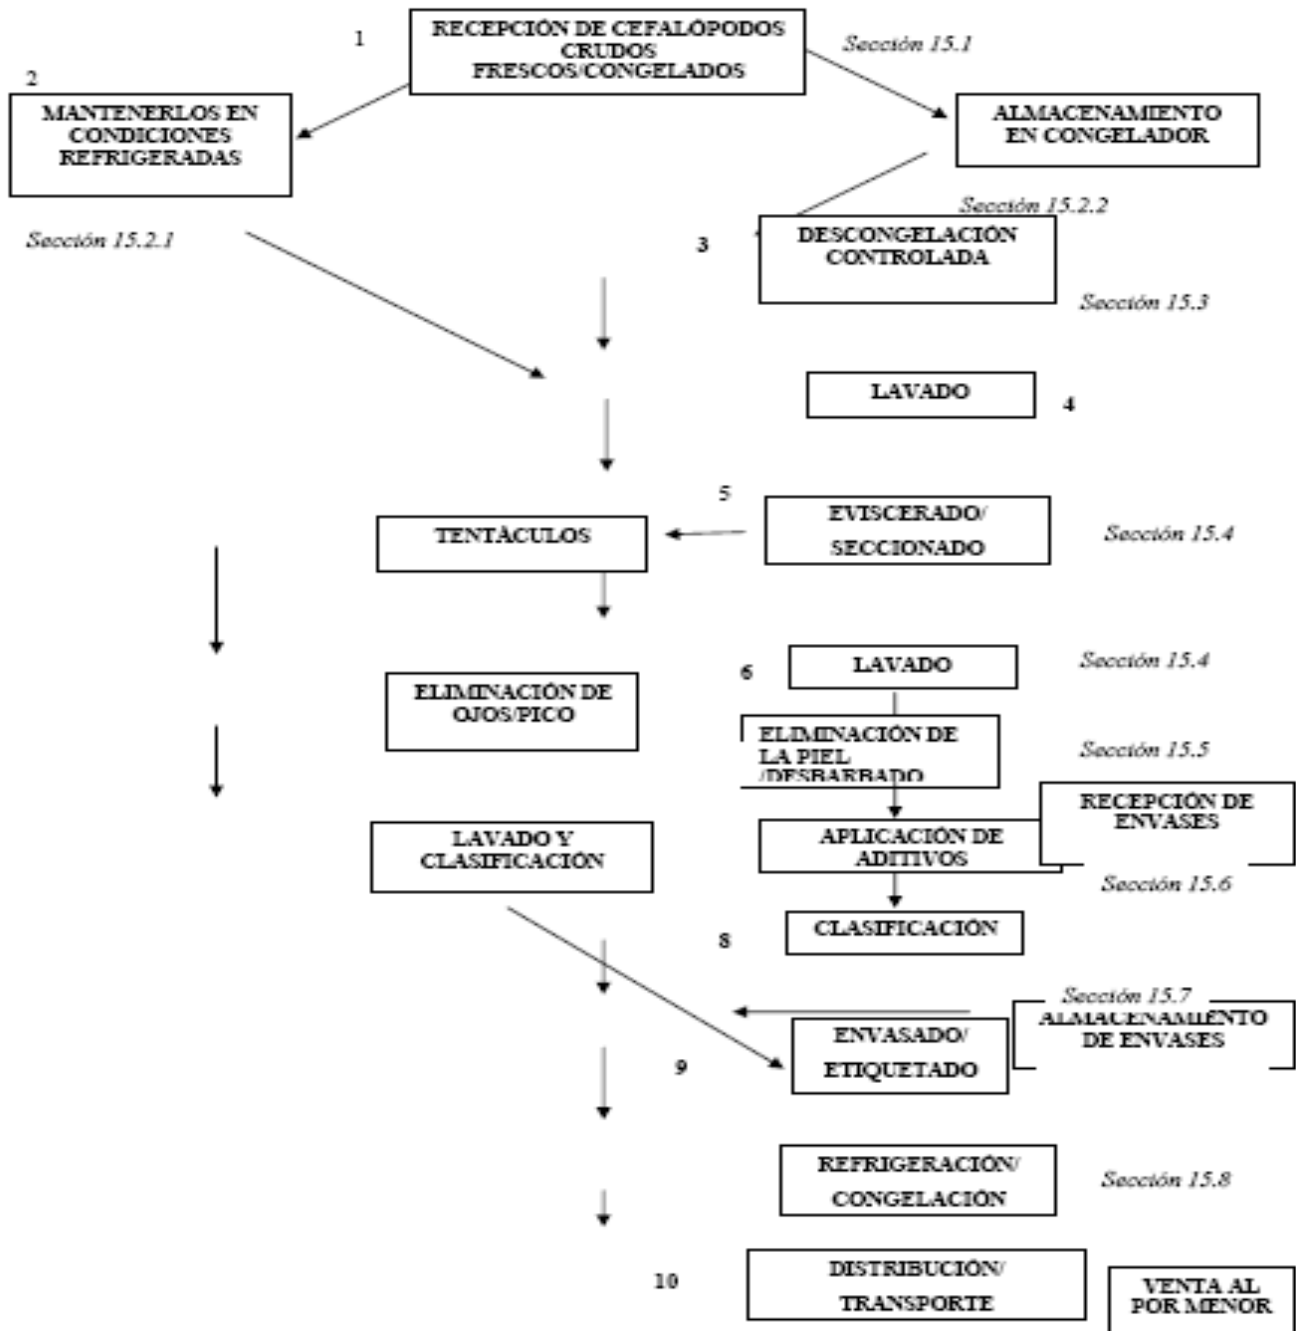 1
RECEPCIÓN DE CEFALÓPODOS
CRUDOS
FRESCOS/CONGELADOS
Sección 15.1
2
MANTENERLOS EN
CONDICIONES
REFRIGERADAS
ALMACENAMIENTO
EN CONGELADOR
Sección 15.2.1
Sección 15.2.2
3
DESCONGELACIÓN
CONTROLADA
Sección 15.3
LAVADO
4
5
TENTÁCULOS
EVISCERADO/
SECCIONADO
Sección 15.4
6
LAVADO
Sección 15.4
ELIMINACIÓN DE
OJOS/PICO
ELIMINACIÓN DE
LA PIEL
/DESBARBADO
Sección 15.5
RECEPCIÓN DE
ENVASES
LAVADO Y
CLASIFICACIÓN
APLICACIÓN DE
ADITIVOS
Sección 15.6
8
CLASIFICACIÓN
Sección 15.7
ALMACENAMIENTO
DE ENVASES
9
ENVASADO/
ETIQUETADO
REFRIGERACIÓN/
CONGELACIÓN
Sección 15.8
10
DISTRIBUCIÓN/
TRANSPORTE
VENTA AL
POR MENOR